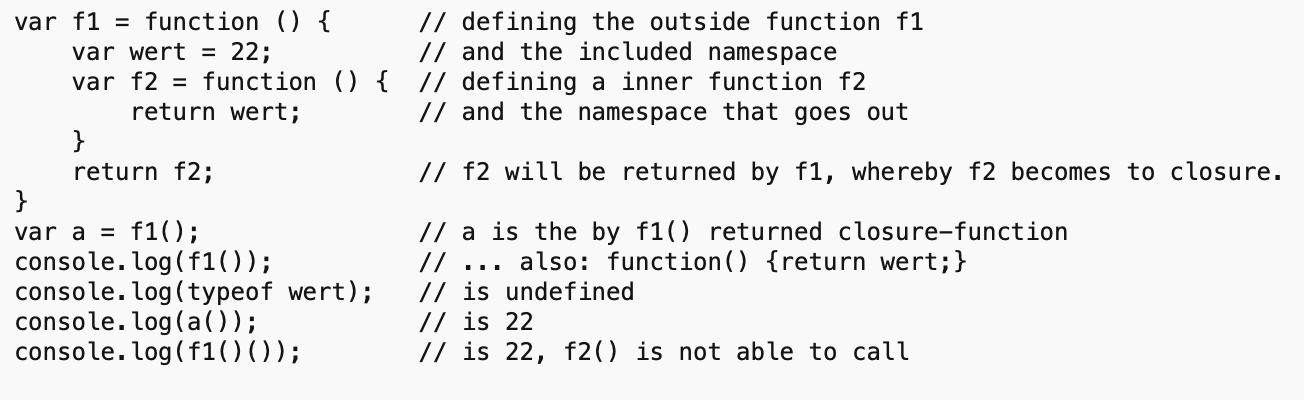 var f1 = function () {      // defining the outside function f1
    var wert = 22;          // and the included namespace
    var f2 = function () {  // defining a inner function f2
        return wert;        // and the namespace that goes out
    }
    return f2;              // f2 will be returned by f1, whereby f2 becomes to closure.
}
var a = f1();               // a is the by f1() returned closure-function
console.log(f1());          // ... also: function() {return wert;}
console.log(typeof wert);   // is undefined
console.log(a());           // is 22
console.log(f1()());        // is 22, f2() is not able to call